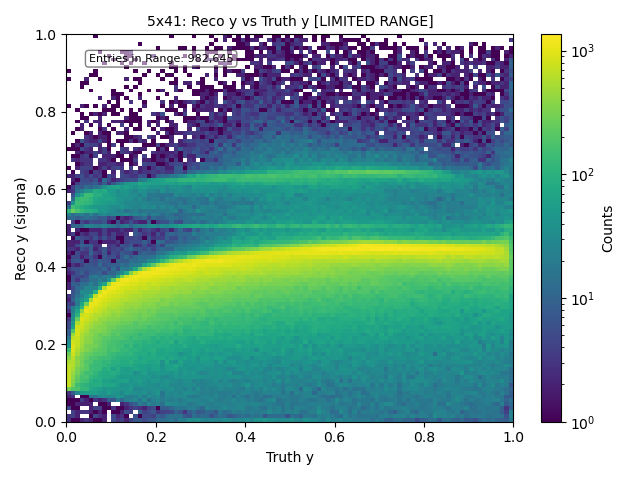 5x41: Reco y vs Truth y [LIMITED RANGE]
Entries in Range: 982,645
Reco y (sigma)
1.0
0.8
0.6
0.4
0.2
0.0
0.0 0.2 0.4 0.6 0.8 1.0
Truth y
10³
10²
10¹
10⁰
Counts